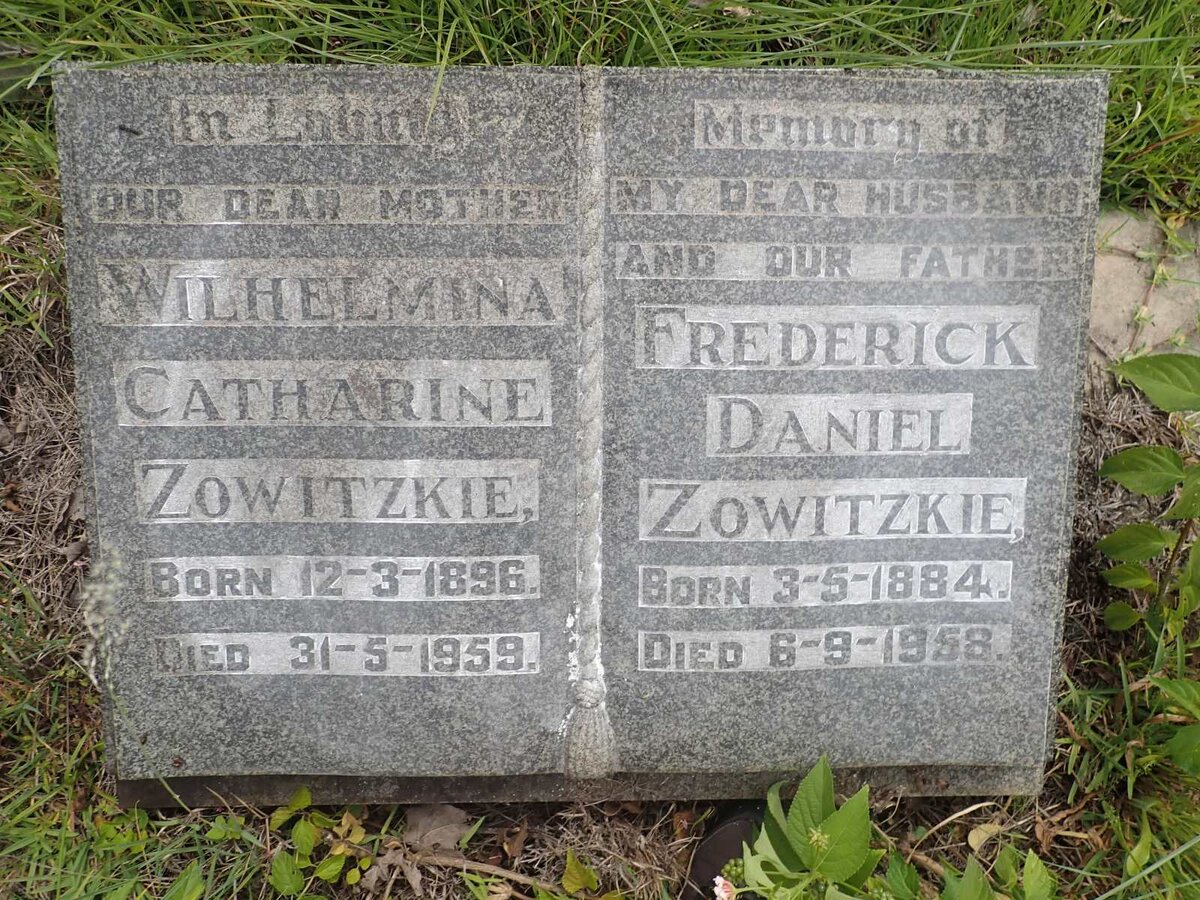 In Loving
OUR DEAR MOTHER
WILHELMINA
CATHARINE
ZOWITZKIE,
BORN 12-3-1896.
DIED 31-5-1959.
Memory of
MY DEAR HUSBAND
AND OUR FATHER
FREDERICK
DANIEL
ZOWITZKIE,
BORN 3-5-1884.
DIED 6-9-1958.